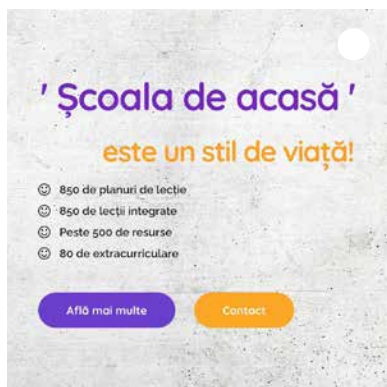 ' Școala de acasă '
este un stil de viață!
850 de planuri de lecție
850 de lecții integrate
Peste 500 de resurse
80 de extracurriculare
Află mai multe
Contact